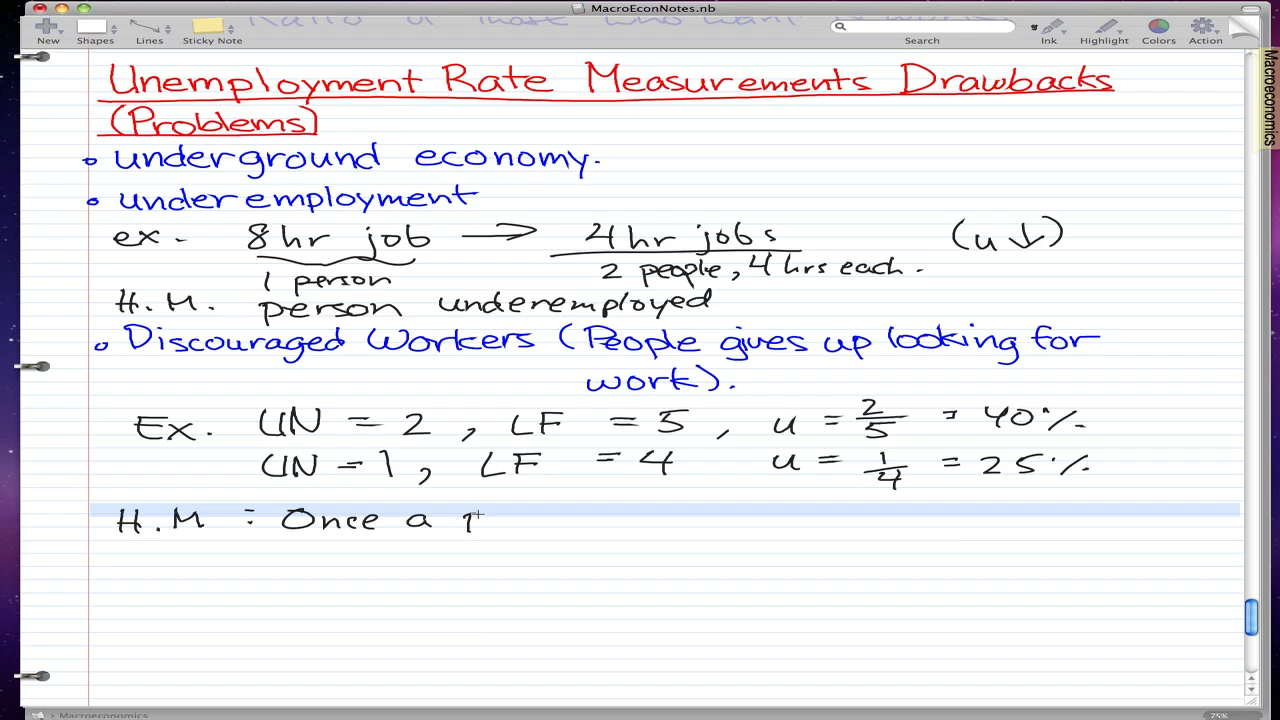 MacroEconNotes.nb
New Shapes Lines Sticky Note Search Ink Highlight Colors Action
Macroeconomics
Unemployment Rate Measurements Drawbacks
(Problems)
• underground economy.
• underemployment
ex. 8 hr job → 4 hr jobs (u ↓)
1 person 2 people, 4 hrs each.
H.M. person underemployed
• Discouraged Workers (People gives up looking for
work).
Ex. UN = 2, LF = 5, u = 2/5 = 40%
UN = 1, LF = 4 u = 1/4 = 25%
H.M : Once a
Macroeconomics
75%